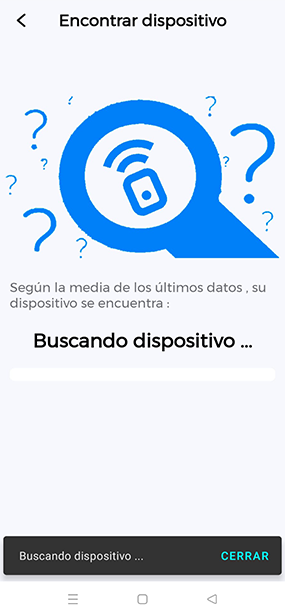 Encontrar dispositivo
Según la media de los últimos datos , su
dispositivo se encuentra :
Buscando dispositivo ...
Buscando dispositivo ...
CERRAR